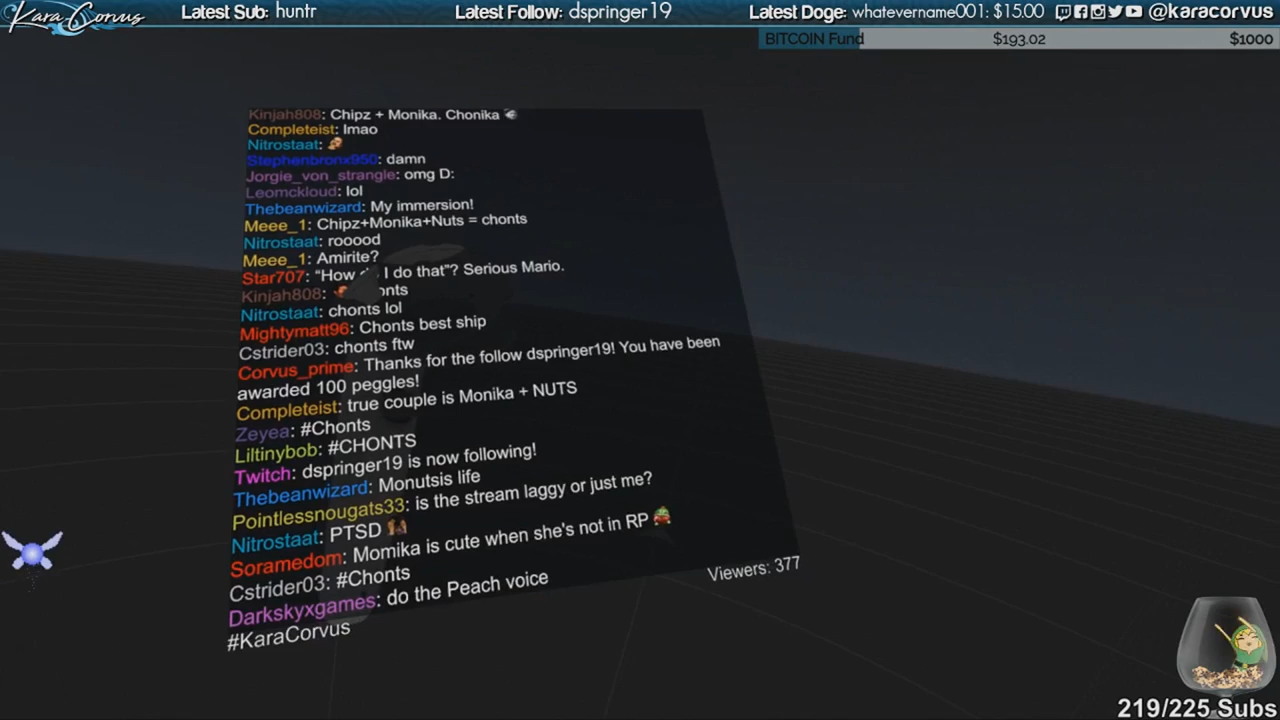 Kara Corvus
Latest Sub: huntr
Latest Follow: dspringer19
Latest Doge: whatevername001: $15.00
@karacorvus
BITCOIN Fund
$193.02
$1000
Kinjah808: Chipz + Monika. Chonika
Completeist: lmao
Nitrostaat:
Stephenbronx950: damn
Jorgie_von_strangle: omg D:
Leomckloud: lol
Thebeanwizard: My immersion!
Meee_1: Chipz+Monika+Nuts = chonts
Nitrostaat: rooood
Meee_1: Amirite?
Star707: “How I do that”? Serious Mario.
Kinjah808:
Nitrostaat: chonts lol
Mightymatt96: Chonts best ship
Cstrider03: chonts ftw
Corvus_prime: Thanks for the follow dspringer19! You have been
awarded 100 peggles!
Completeist: true couple is Monika + NUTS
Zeyea: #Chonts
Liltinybob: #CHONTS
Twitch: dspringer19 is now following!
Thebeanwizard: Monutsis life
Pointlessnougats33: is the stream laggy or just me?
Nitrostaat: PTSD
Soramedom: Momika is cute when she's not in RP
Cstrider03: #Chonts
Darkskyxgames: do the Peach voice
#KaraCorvus
Viewers: 377
219/225 Subs